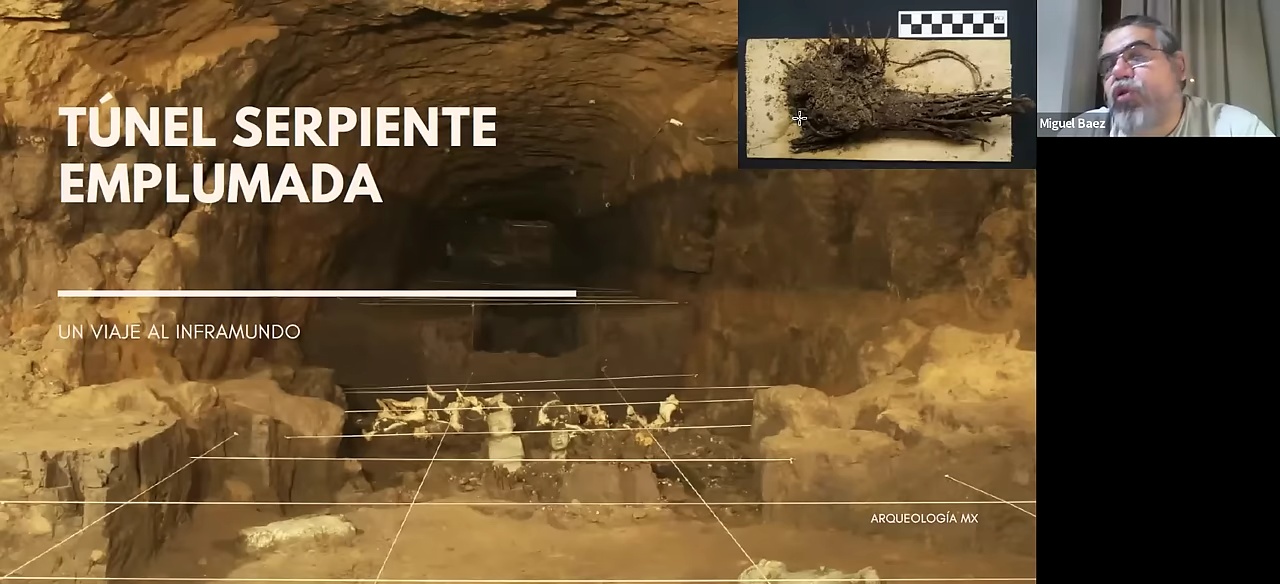 TÚNEL SERPIENTE
EMPLUMADA
UN VIAJE AL INFRAMUNDO
ARQUEOLOGÍA MX
Miguel Baez